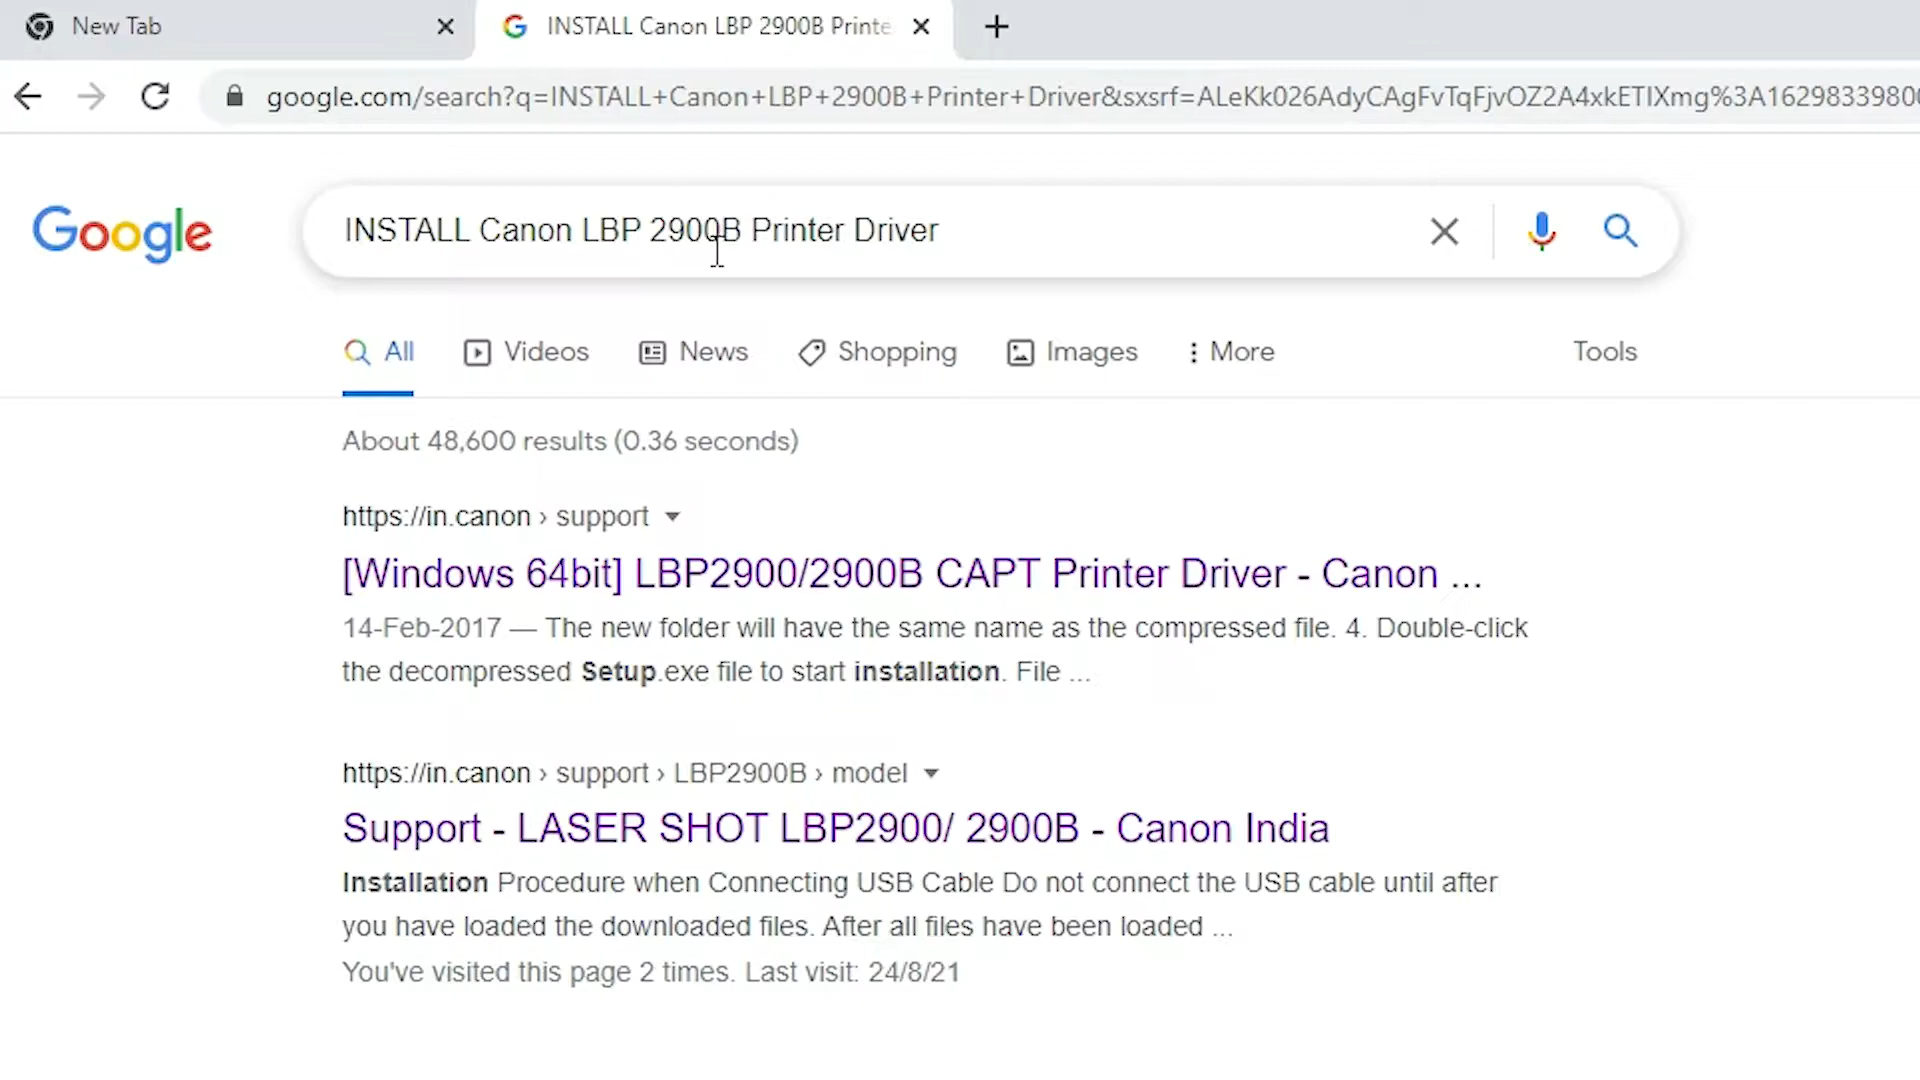 New Tab
INSTALL Canon LBP 2900B Printe
google.com/search?q=INSTALL+Canon+LBP+2900B+Printer+Driver&sxsrf=ALeKk026AdyCAgFvTqFjvOZ2A4xkETIXmg%3A162983398
Google
INSTALL Canon LBP 2900B Printer Driver
All Videos News Shopping Images More Tools
About 48,600 results (0.36 seconds)
https://in.canon › support
[Windows 64bit] LBP2900/2900B CAPT Printer Driver - Canon ...
14-Feb-2017 — The new folder will have the same name as the compressed file. 4. Double-click
the decompressed Setup.exe file to start installation. File ...
https://in.canon › support › LBP2900B › model
Support - LASER SHOT LBP2900/ 2900B - Canon India
Installation Procedure when Connecting USB Cable Do not connect the USB cable until after
you have loaded the downloaded files. After all files have been loaded ...
You've visited this page 2 times. Last visit: 24/8/21